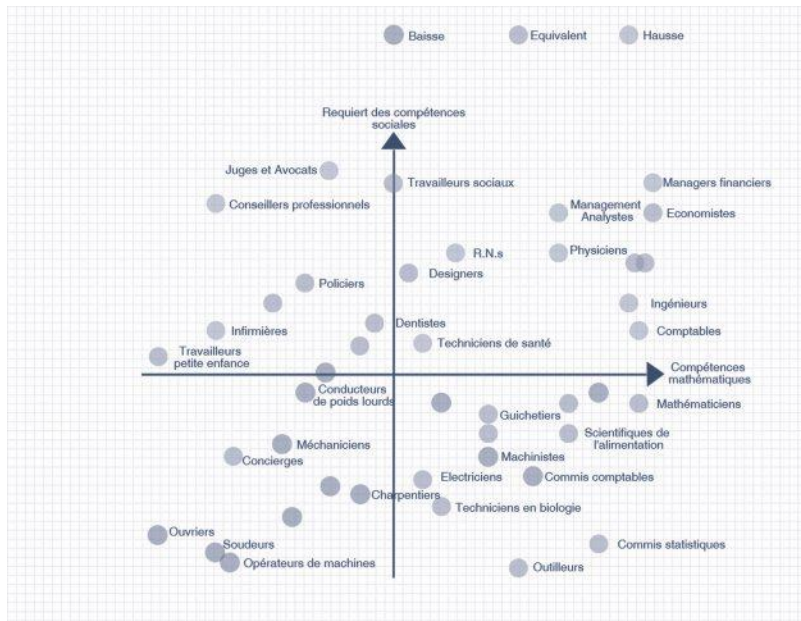 Baisse
Equivalent
Hausse
Requiert des compétences
sociales
Juges et Avocats
Travailleurs sociaux
Managers financiers
Conseillers professionnels
Management
Analystes
Economistes
R.N.s
Physiciens
Designers
Policiers
Ingénieurs
Infirmières
Dentistes
Comptables
Techniciens de santé
Travailleurs
petite enfance
Compétences
mathématiques
Conducteurs
de poids lourds
Mathématiciens
Guichetiers
Scientifiques de
l'alimentation
Méchaniciens
Concierges
Machinistes
Electriciens
Commis comptables
Charpentiers
Techniciens en biologie
Ouvriers
Soudeurs
Commis statistiques
Opérateurs de machines
Outilleurs